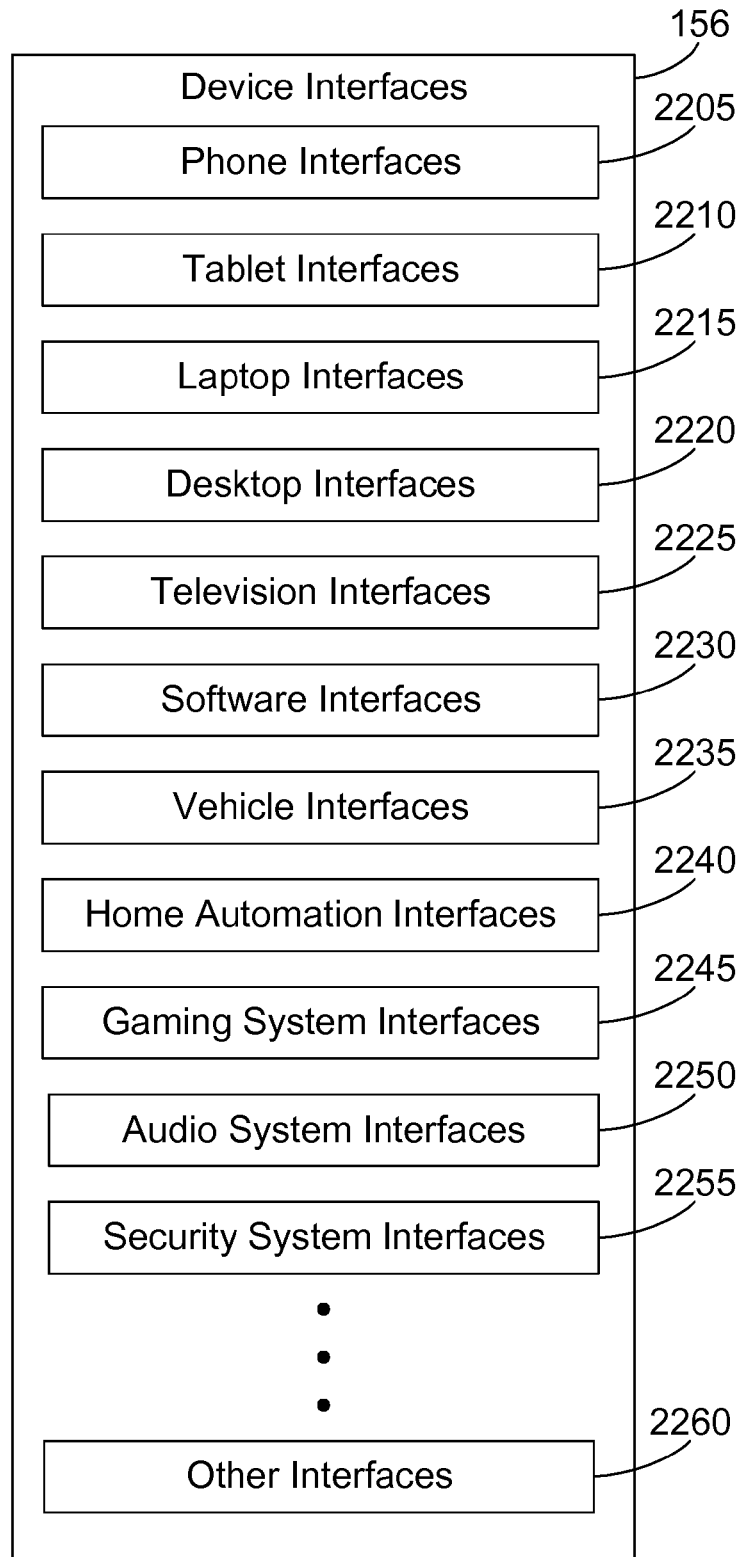 156
Device Interfaces
2205
Phone Interfaces
2210
Tablet Interfaces
2215
Laptop Interfaces
2220
Desktop Interfaces
2225
Television Interfaces
2230
Software Interfaces
2235
Vehicle Interfaces
2240
Home Automation Interfaces
2245
Gaming System Interfaces
2250
Audio System Interfaces
2255
Security System Interfaces
2260
Other Interfaces